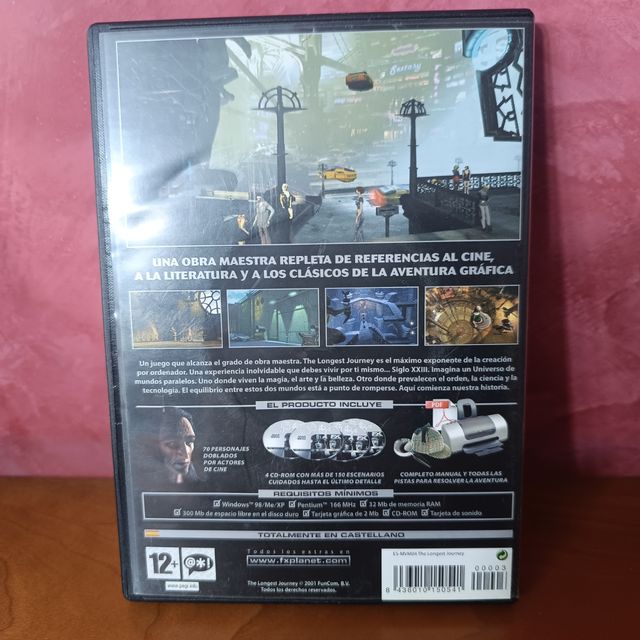 UNA OBRA MAESTRA REPLETA DE REFERENCIAS AL CINE,
A LA LITERATURA Y A LOS CLÁSICOS DE LA AVENTURA GRÁFICA
Un juego que alcanza el grado de obra maestra. The Longest Journey es el máximo exponente de la creación
por ordenador. Una experiencia inolvidable que debes vivir por ti mismo... Siglo XXIII. Imagina un Universo de
mundos paralelos. Uno donde viven la magia, el arte y la belleza. Otro donde prevalecen el orden, la ciencia y la
tecnología. El equilibrio entre estos dos mundos está a punto de romperse. Aquí comienza nuestra historia.
EL PRODUCTO INCLUYE
70 PERSONAJES
DOBLADOS
POR ACTORES
DE CINE
4 CD-ROM CON MÁS DE 150 ESCENARIOS
CUIDADOS HASTA EL ÚLTIMO DETALLE
PDF
COMPLETO MANUAL Y TODAS LAS
PISTAS PARA RESOLVER LA AVENTURA
REQUISITOS MÍNIMOS
Windows 98/Me/XP Pentium 166 MHz 32 Mb de memoria RAM
300 Mb de espacio libre en el disco duro Tarjeta gráfica de 2 Mb CD-ROM Tarjeta de sonido
TOTALMENTE EN CASTELLANO
12+
www.pegi.info
Todos los extras en
www.fxplanet.com
The Longest Journey © 2001 FunCom, B.V.
Todos los derechos reservados.
ES-MVM04 The Longest Journey
00003
8 436010 150541